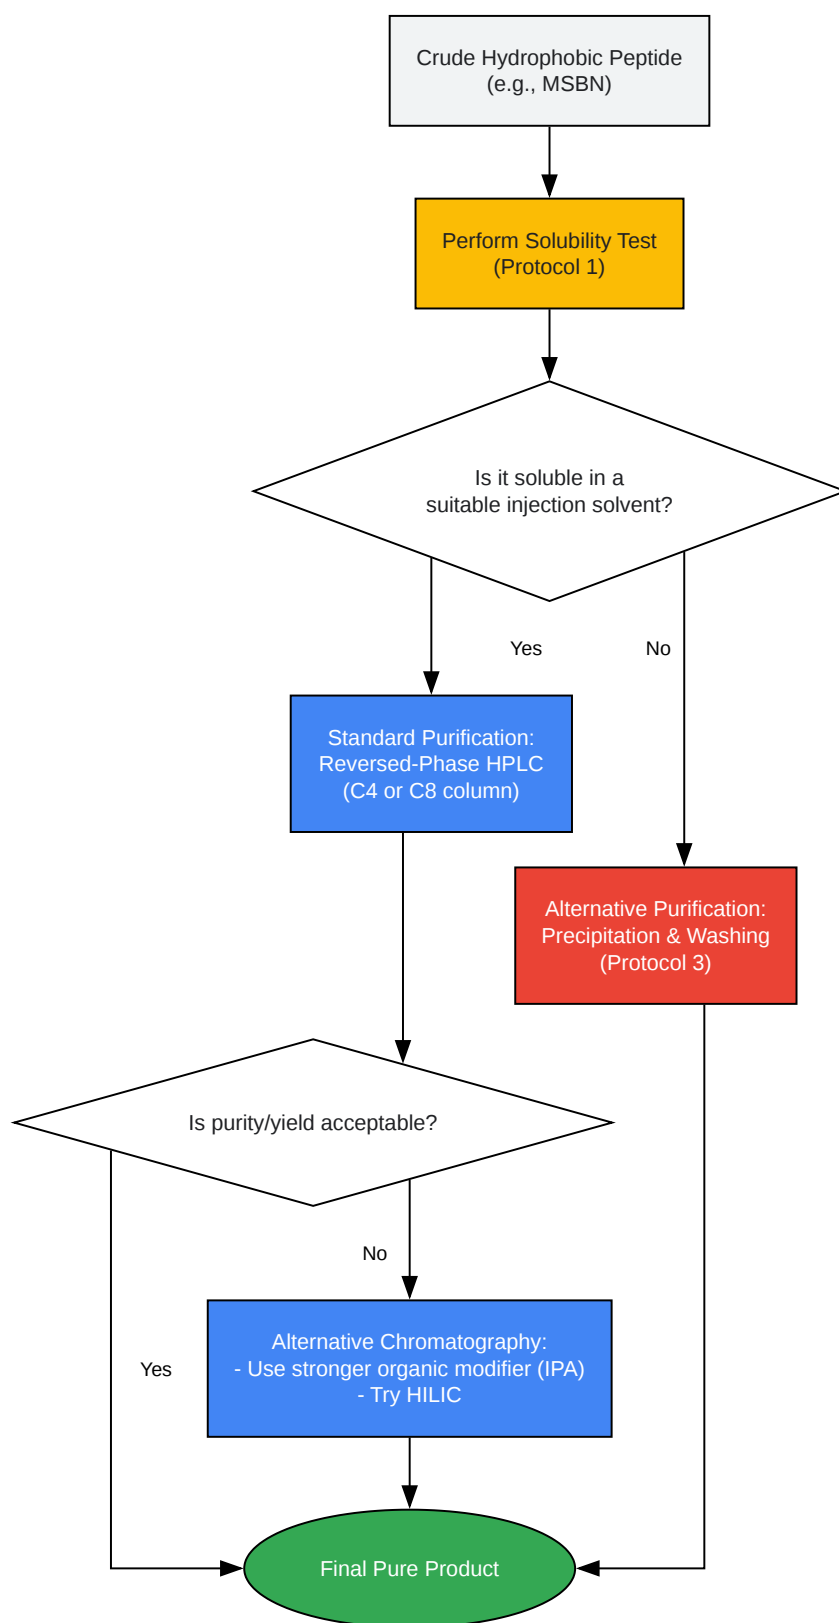 Crude Hydrophobic Peptide
(e.g., MSBN)
Perform Solubility Test
(Protocol 1)
Is it soluble in a
suitable injection solvent?
Yes
No
Standard Purification:
Reversed-Phase HPLC
(C4 or C8 column)
Alternative Purification:
Precipitation & Washing
(Protocol 3)
Is purity/yield acceptable?
No
Yes
Alternative Chromatography:
- Use stronger organic modifier (IPA)
- Try HILIC
Final Pure Product